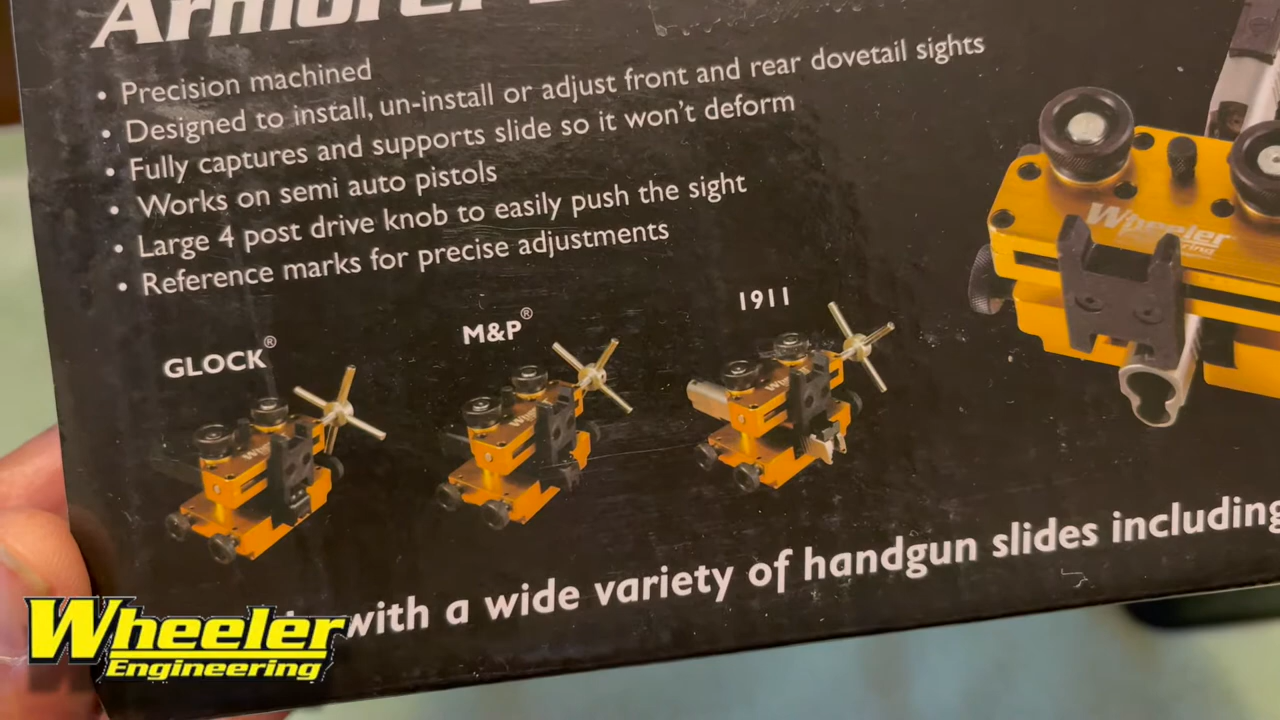 Armorer
• Precision machined
• Designed to install, un-install or adjust front and rear dovetail sights
• Fully captures and supports slide so it won't deform
• Works on semi auto pistols
• Large 4 post drive knob to easily push the sight
• Reference marks for precise adjustments
Wheeler
GLOCK®
M&P®
1911
with a wide variety of handgun slides including
Wheeler
Engineering